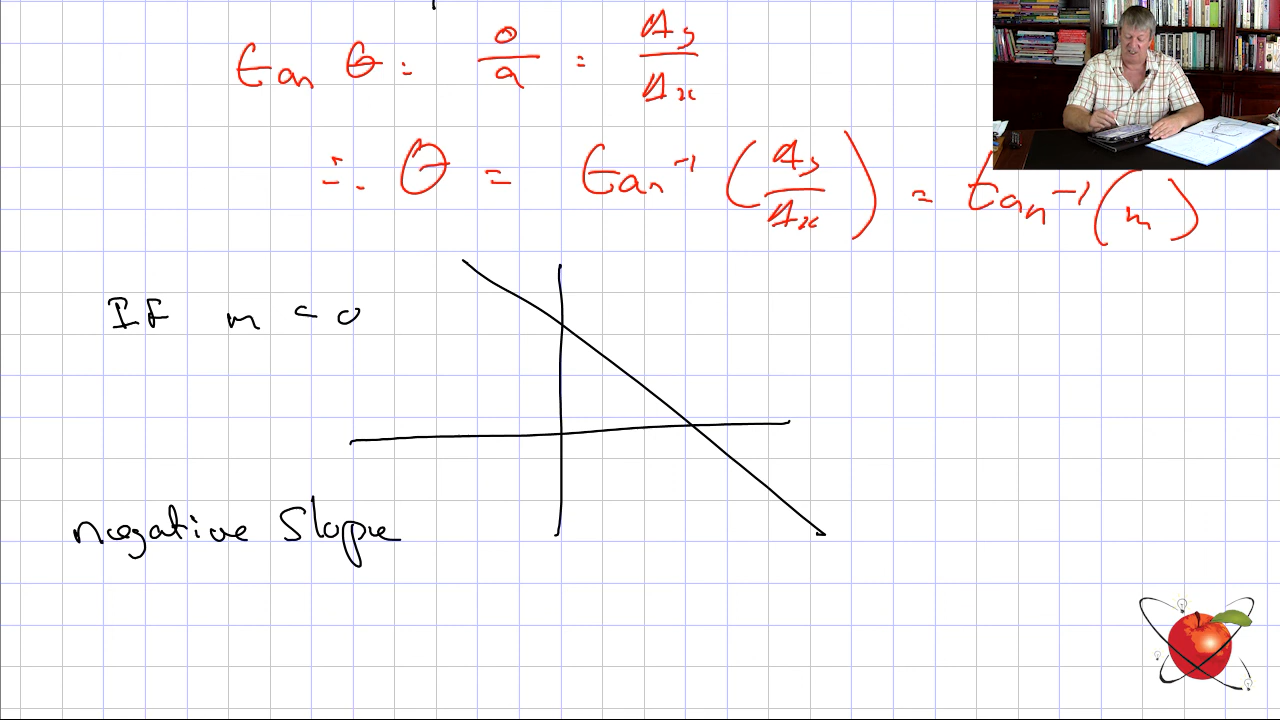 tan θ = o/a = Δy/Δx
∴ θ = tan⁻¹ (Δy/Δx) = tan⁻¹ (m)
If m < 0
negative slope